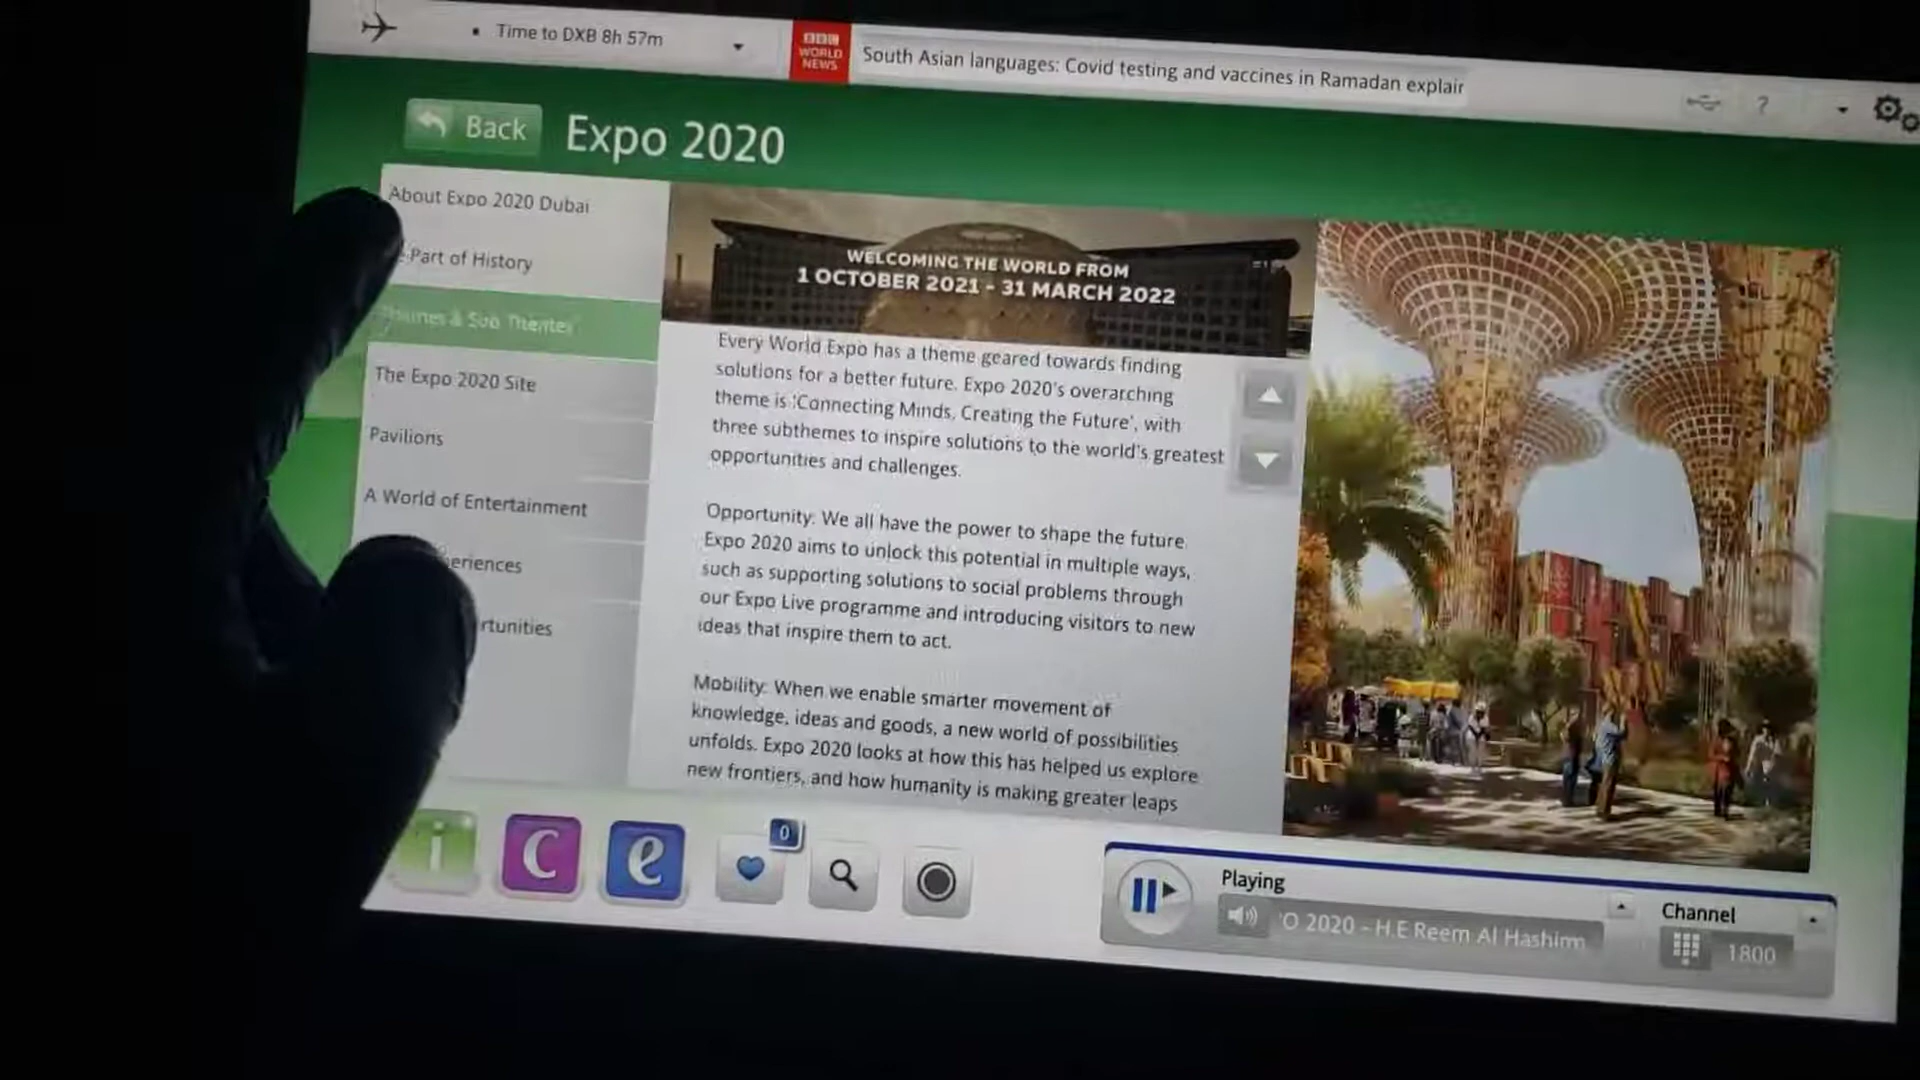 Time to DXB 8h 57m
BBC
WORLD
NEWS
South Asian languages: Covid testing and vaccines in Ramadan explair
?
Back
Expo 2020
About Expo 2020 Dubai
Part of History
Themes & Sub Themes
The Expo 2020 Site
Pavilions
A World of Entertainment
eriences
rtunities
WELCOMING THE WORLD FROM
1 OCTOBER 2021 - 31 MARCH 2022
Every World Expo has a theme geared towards finding
solutions for a better future. Expo 2020's overarching
theme is 'Connecting Minds, Creating the Future', with
three subthemes to inspire solutions to the world's greatest
opportunities and challenges.
Opportunity: We all have the power to shape the future.
Expo 2020 aims to unlock this potential in multiple ways,
such as supporting solutions to social problems through
our Expo Live programme and introducing visitors to new
ideas that inspire them to act.
Mobility: When we enable smarter movement of
knowledge, ideas and goods, a new world of possibilities
unfolds. Expo 2020 looks at how this has helped us explore
new frontiers, and how humanity is making greater leaps
i
C
e
0
Playing
'O 2020 - H.E Reem Al Hashim
Channel
1800